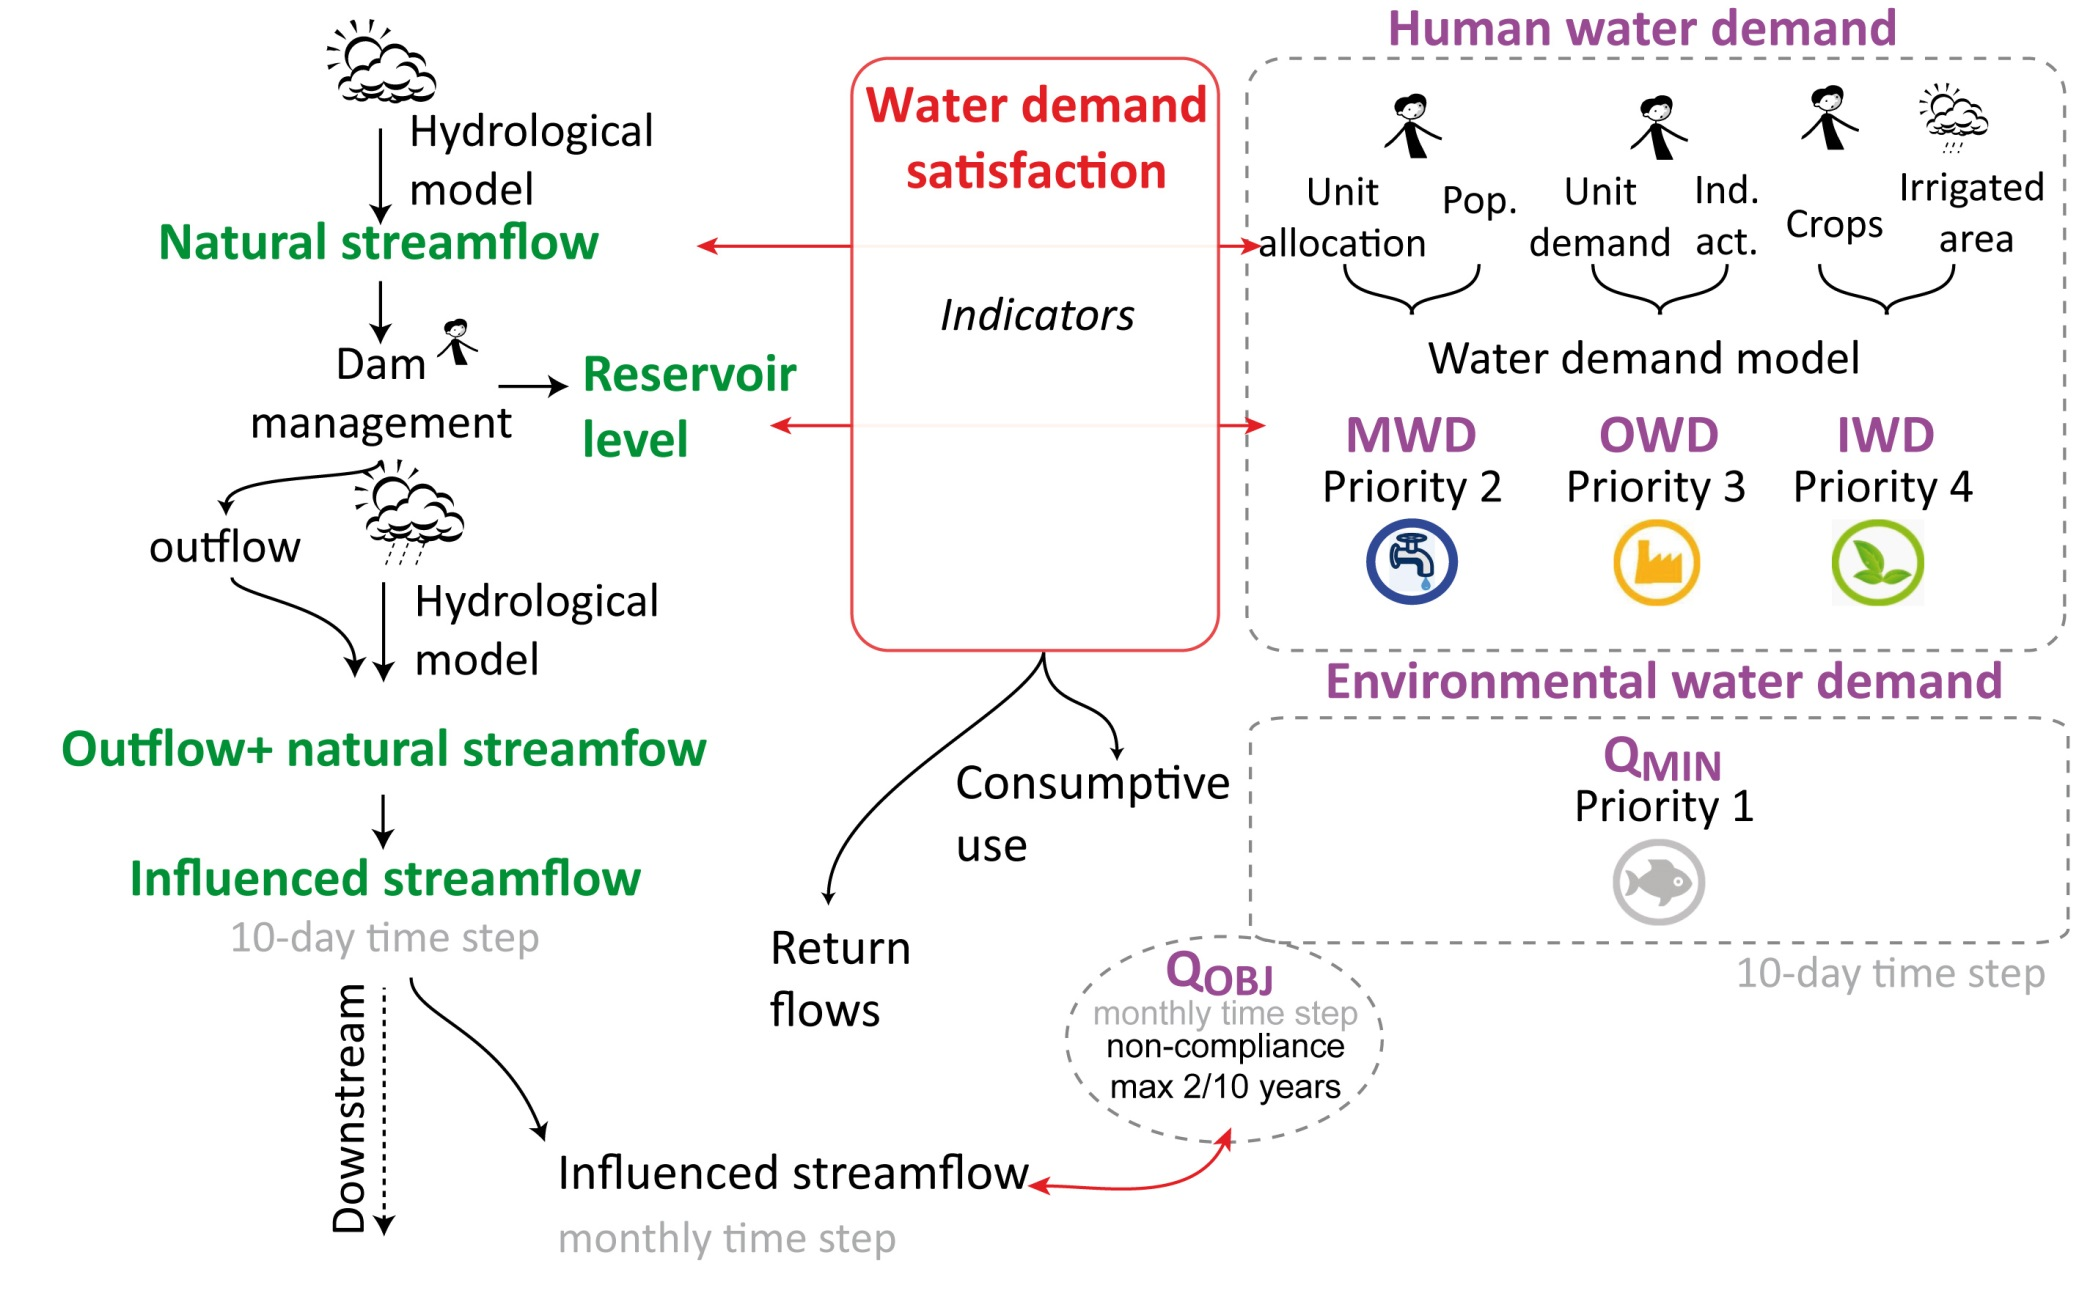 Hydrological
model
Natural streamflow
Dam
management
Reservoir
level
outflow
Hydrological
model
Outflow+ natural streamfow
Influenced streamflow
10-day time step
Downstream
Influenced streamflow
monthly time step
Water demand
satisfaction
Indicators
Consumptive
use
Return
flows
Human water demand
Unit
allocation
Pop.
Unit
demand
Ind.
act.
Crops
Irrigated
area
Water demand model
MWD
Priority 2
OWD
Priority 3
IWD
Priority 4
Environmental water demand
QMIN
Priority 1
10-day time step
QOBJ
monthly time step
non-compliance
max 2/10 years